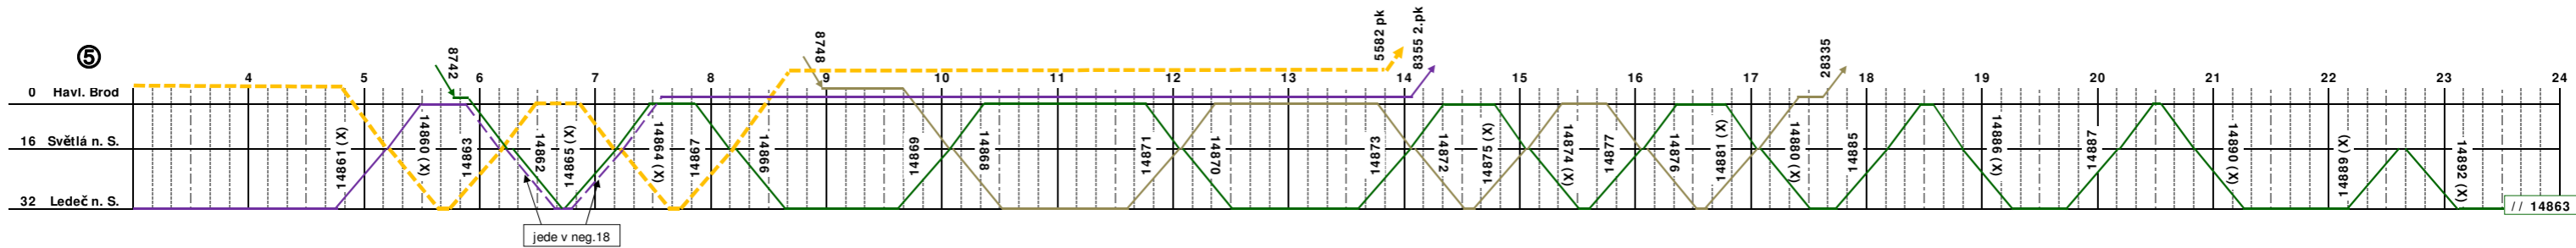 ⑤
8742
8748
5582 pk
8355 2.pk
28335
4 5 6 7 8 9 10 11 12 13 14 15 16 17 18 19 20 21 22 23 24
0 Havl. Brod
16 Světlá n. S.
32 Ledeč n. S.
14861 (X)
14860 (X)
14863
14862
14865 (X)
14864 (X)
14867
14866
14869
14868
14871
14870
14873
14872
14875 (X)
14874 (X)
14877
14876
14881 (X)
14880 (X)
14885
14886 (X)
14887
14890 (X)
14889 (X)
14892 (X)
// 14863
jede v neg.18